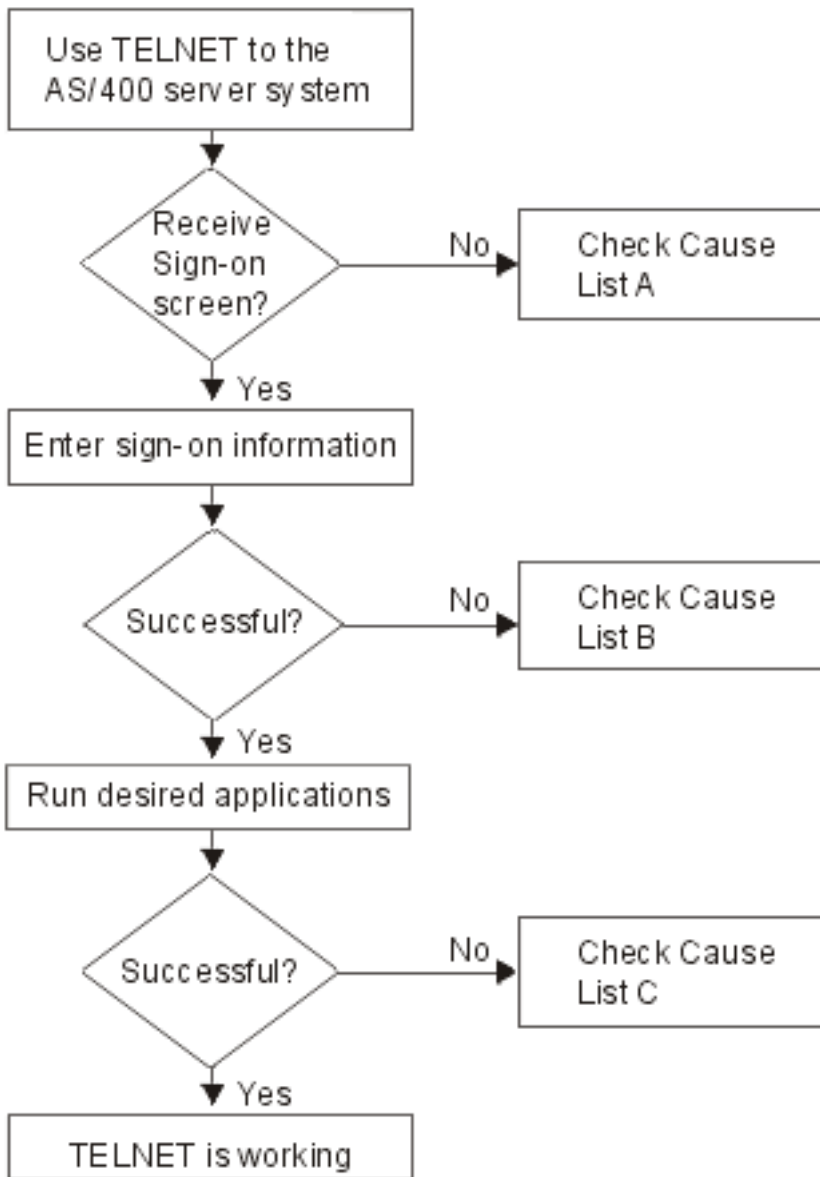 Use TELNET to the
AS/400 server system
Receive
Sign-on
screen?
No
Check Cause
List A
Yes
Enter sign-on information
Successful?
No
Check Cause
List B
Yes
Run desired applications
Successful?
No
Check Cause
List C
Yes
TELNET is working